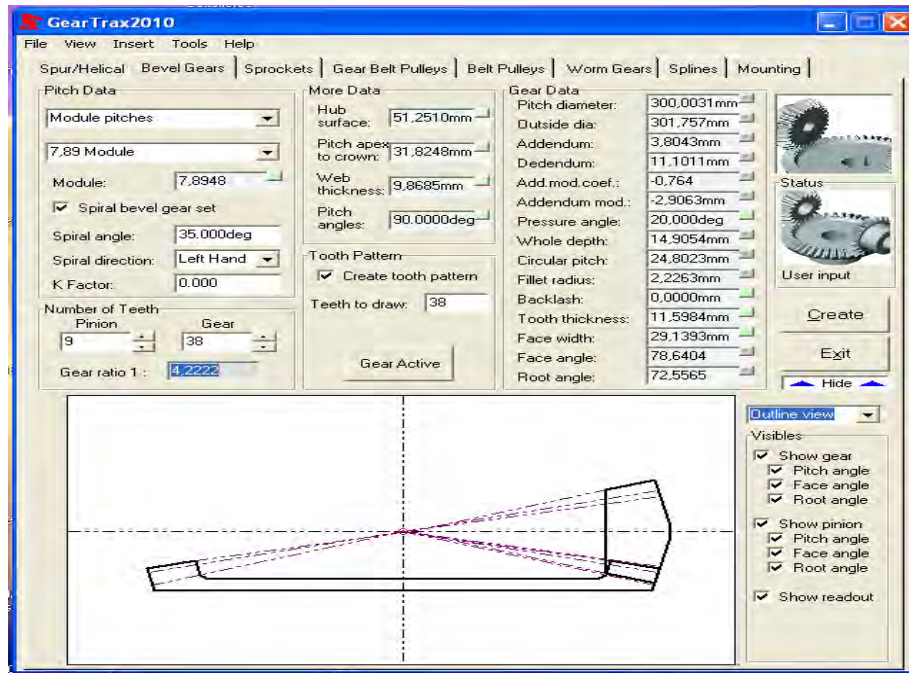 GearTrax2010
File View Insert Tools Help
Spur/Helical Bevel Gears Sprockets Gear Belt Pulleys Belt Pulleys Worm Gears Splines Mounting
Pitch Data
Module pitches
7,89 Module
Module: 7,8948
Spiral bevel gear set
Spiral angle: 35.000deg
Spiral direction: Left Hand
K Factor: 0.000
Number of Teeth
Pinion Gear
9 38
Gear ratio 1 : 4,2222
More Data
Hub
surface: 51,2510mm
Pitch apex
to crown: 31,8248mm
Web
thickness: 9,8685mm
Pitch
angles: 90.0000deg
Tooth Pattern
Create tooth pattern
Teeth to draw: 38
Gear Active
Gear Data
Pitch diameter: 300,0031mm
Outside dia: 301,757mm
Addendum: 3,8043mm
Dedendum: 11,1011mm
Add.mod.coef.: -0,764
Addendum mod.: -2,9063mm
Pressure angle: 20,000deg
Whole depth: 14,9054mm
Circular pitch: 24,8023mm
Fillet radius: 2,2263mm
Backlash: 0,0000mm
Tooth thickness: 11,5984mm
Face width: 29,1393mm
Face angle: 78,6404
Root angle: 72,5565
Status
User input
Create
Exit
Hide
Outline view
Visibles
Show gear
Pitch angle
Face angle
Root angle
Show pinion
Pitch angle
Face angle
Root angle
Show readout